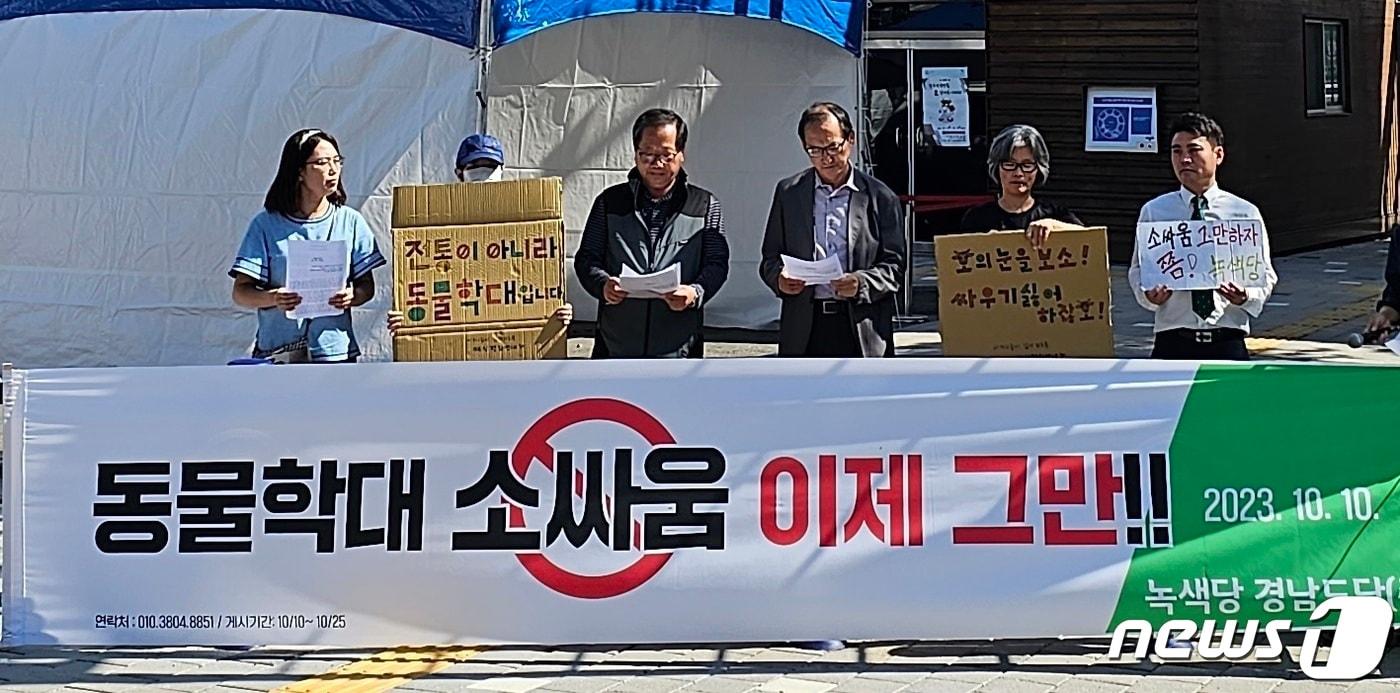 전통이 아니라
동물학대입니다
소의눈을보소!
싸우기싫어
하잖소!
소싸움 그만하자
쫌! 녹색당
동물학대 소싸움 이제 그만!!
2023. 10. 10.
녹색당 경남도당(
연락처 : 010.3804.8851 / 게시기간: 10/10~ 10/25
news1